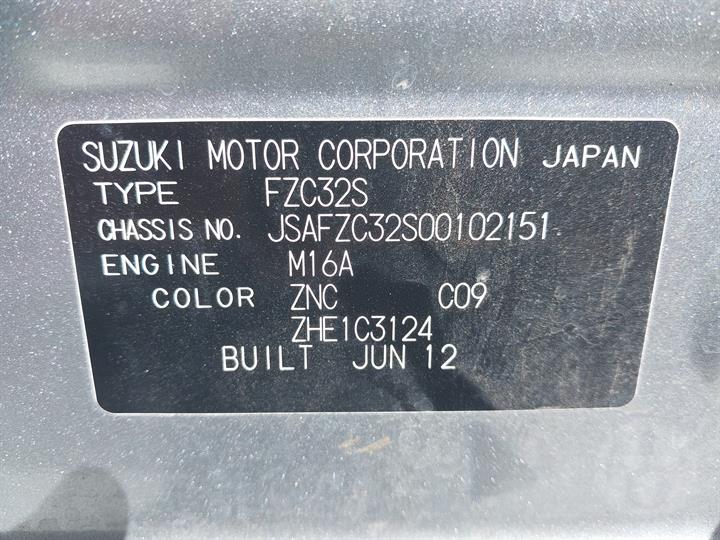 SUZUKI MOTOR CORPORATION JAPAN
TYPE FZC32S
CHASSIS NO. JSAFZC32S00102151
ENGINE M16A
COLOR ZNC C09
ZHE1C3124
BUILT JUN 12